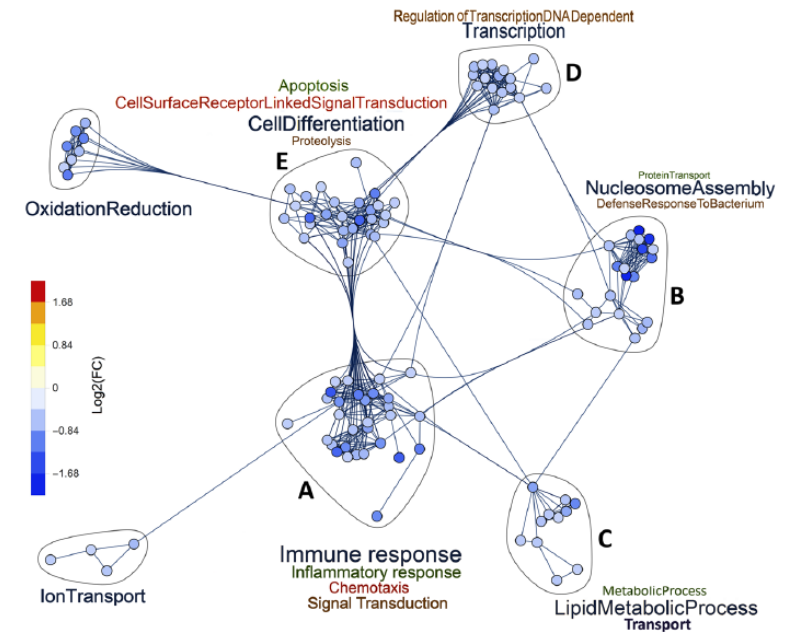 Regulation of TranscriptionDNADependent
Transcription
D
Apoptosis
CellSurfaceReceptorLinkedSignalTransduction
CellDifferentiation
Proteolysis
E
OxidationReduction
ProteinTransport
NucleosomeAssembly
DefenseResponseToBacterium
B
1.68
0.84
0
-0.84
-1.68
Log2(FC)
A
Immune response
Inflammatory response
Chemotaxis
Signal Transduction
IonTransport
C
MetabolicProcess
LipidMetabolicProcess
Transport